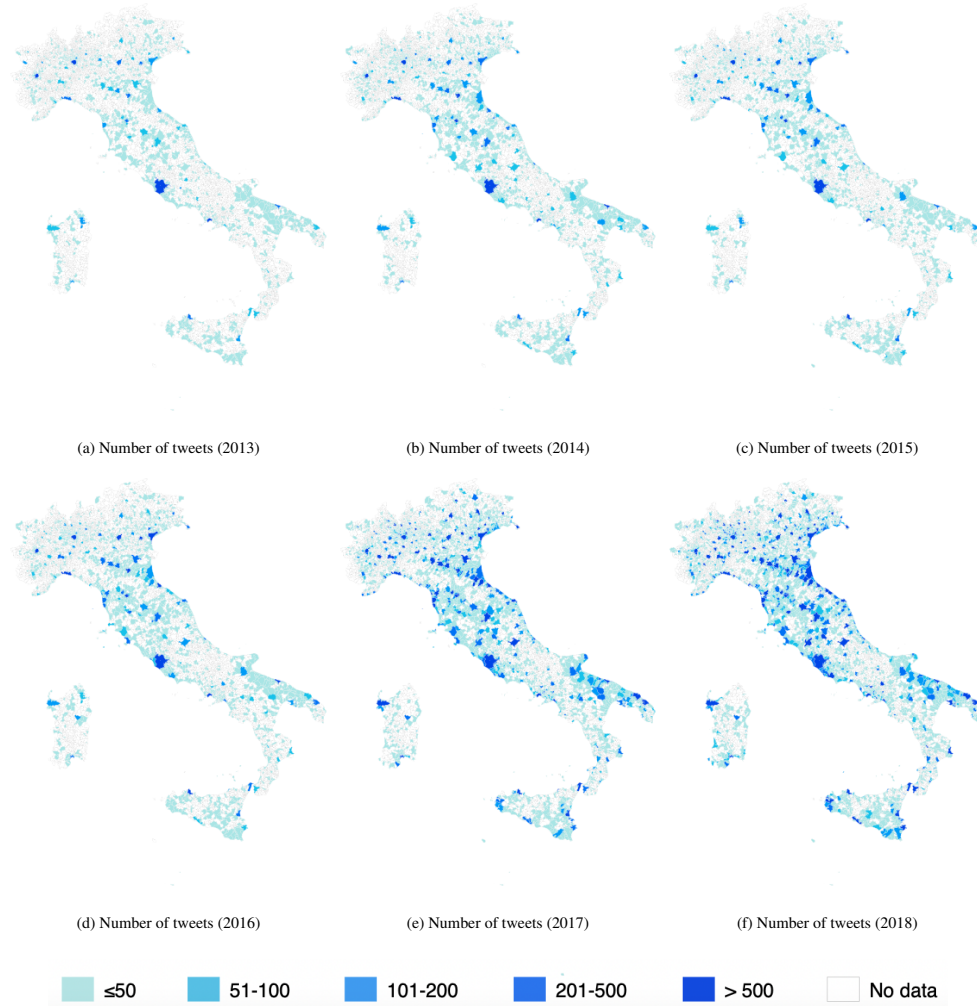 (a) Number of tweets (2013) (b) Number of tweets (2014) (c) Number of tweets (2015)
(d) Number of tweets (2016) (e) Number of tweets (2017) (f) Number of tweets (2018)
≤50 51-100 101-200 201-500 > 500 No data